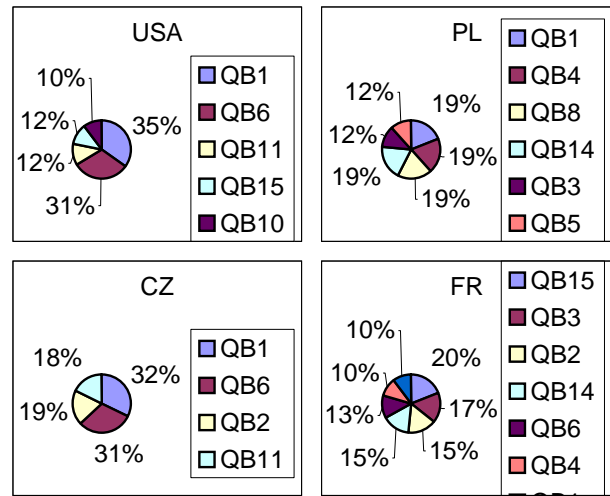 USA
10%
12%
12%
31%
35%
QB1
QB6
QB11
QB15
QB10
PL
12%
12%
19%
19%
19%
19%
QB1
QB4
QB8
QB14
QB3
QB5
CZ
18%
19%
31%
32%
QB1
QB6
QB2
QB11
FR
10%
10%
13%
15%
15%
17%
20%
QB15
QB3
QB2
QB14
QB6
QB4